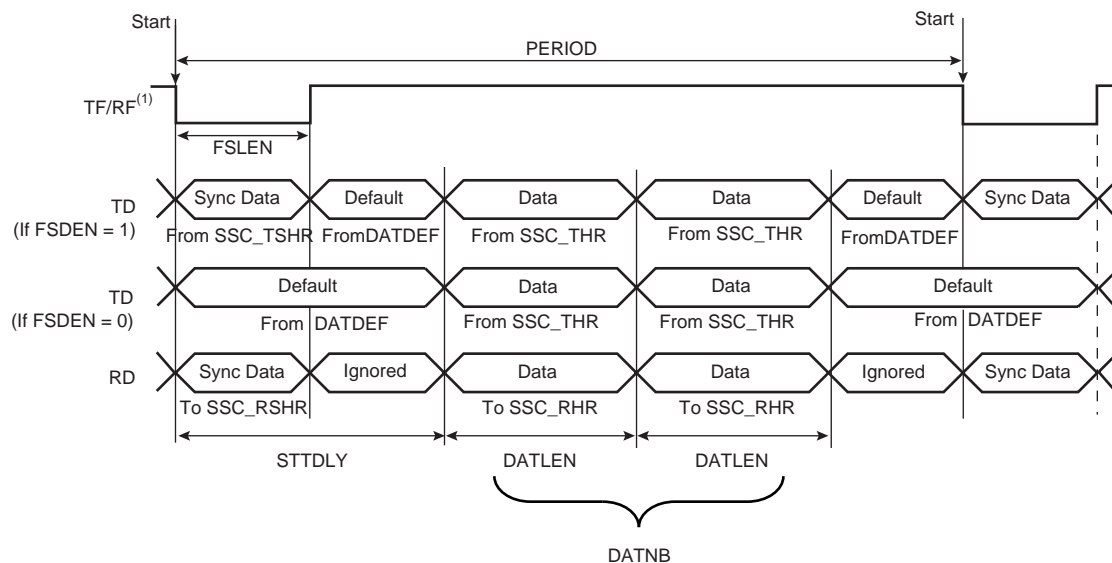 Start
Start
PERIOD
TF/RF(1)
FSLEN
TD
(If FSDEN = 1)
Sync Data
Default
Data
Data
Default
Sync Data
From SSC_TSHR
FromDATDEF
From SSC_THR
From SSC_THR
FromDATDEF
TD
(If FSDEN = 0)
Default
Data
Data
Default
From DATDEF
From SSC_THR
From SSC_THR
From DATDEF
RD
Sync Data
Ignored
Data
Data
Ignored
Sync Data
To SSC_RSHR
To SSC_RHR
To SSC_RHR
STTDLY
DATLEN
DATLEN
DATNB